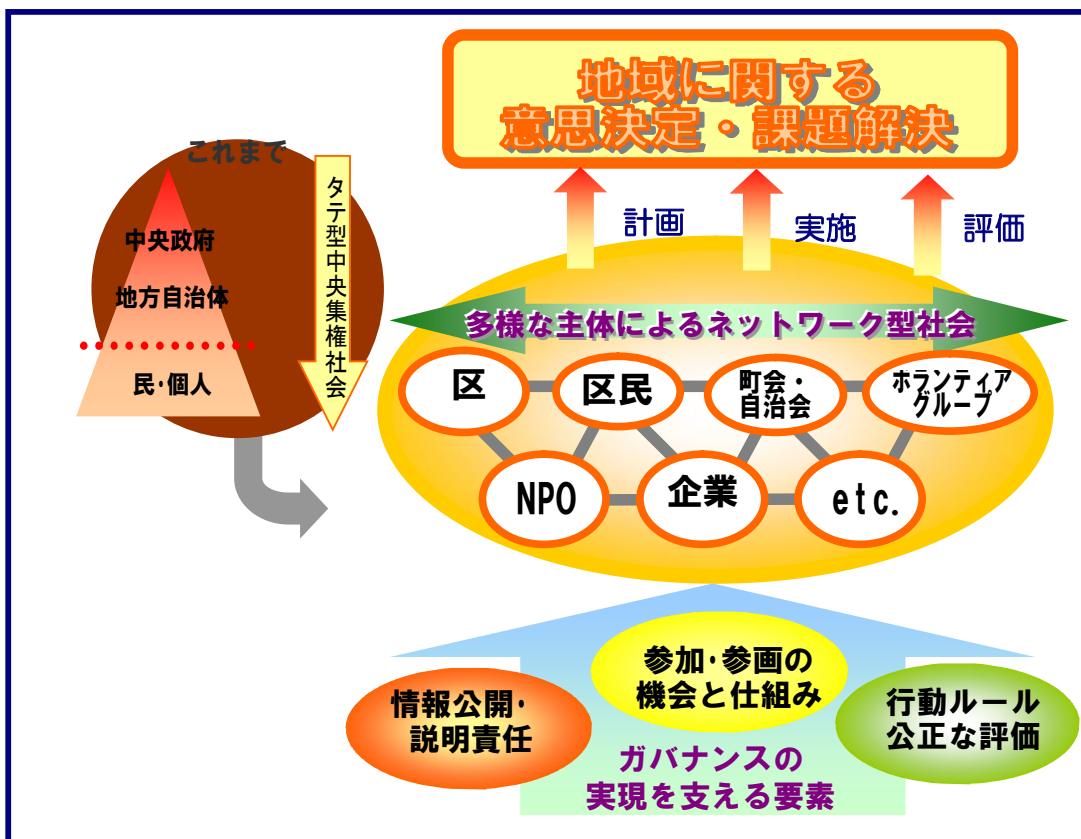 地域に関する
意思決定・課題解決
これまで
タテ型中央集権社会
中央政府
地方自治体
民・個人
計画
実施
評価
多様な主体によるネットワーク型社会
区
区民
町会・
自治会
ボランティア
グループ
NPO
企業
etc.
参加・参画の
機会と仕組み
情報公開・
説明責任
行動ルール
公正な評価
ガバナンスの
実現を支える要素